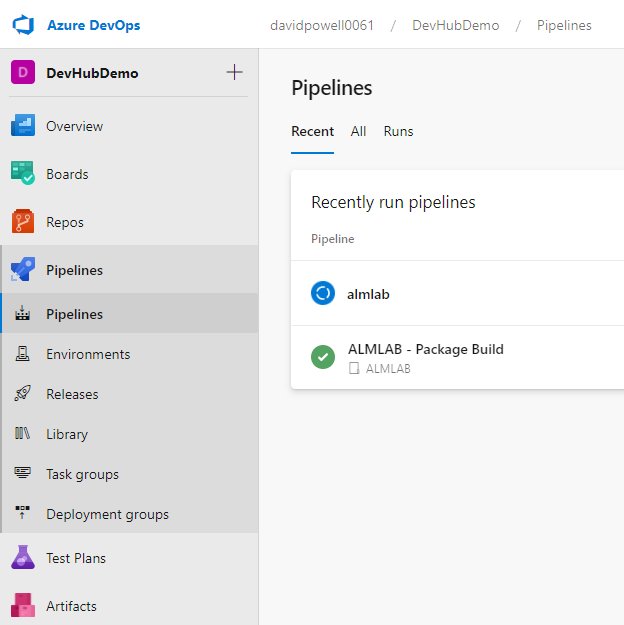 Azure DevOps
davidpowell0061 / DevHubDemo / Pipelines
D DevHubDemo
Overview
Boards
Repos
Pipelines
Pipelines
Environments
Releases
Library
Task groups
Deployment groups
Test Plans
Artifacts
Pipelines
Recent All Runs
Recently run pipelines
Pipeline
almlab
ALMLAB - Package Build
ALMLAB